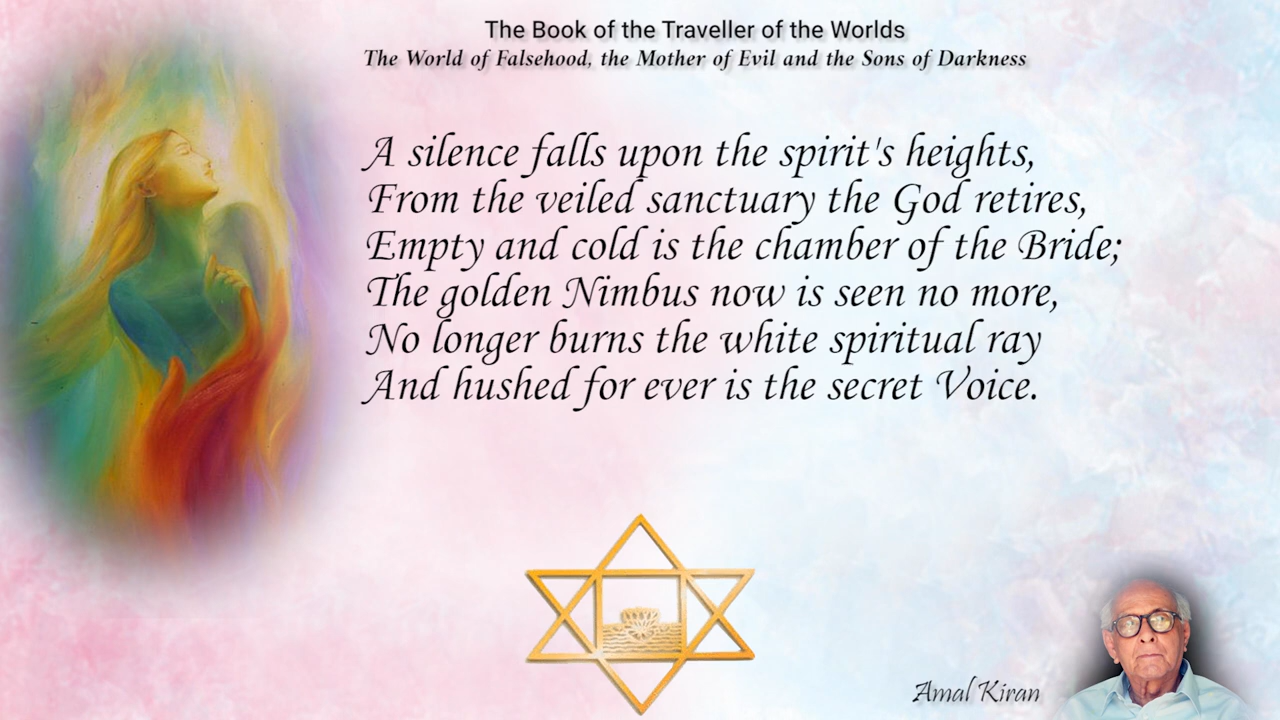 The Book of the Traveller of the Worlds
The World of Falsehood, the Mother of Evil and the Sons of Darkness
A silence falls upon the spirit's heights,
From the veiled sanctuary the God retires,
Empty and cold is the chamber of the Bride;
The golden Nimbus now is seen no more,
No longer burns the white spiritual ray
And hushed for ever is the secret Voice.
Amal Kiran